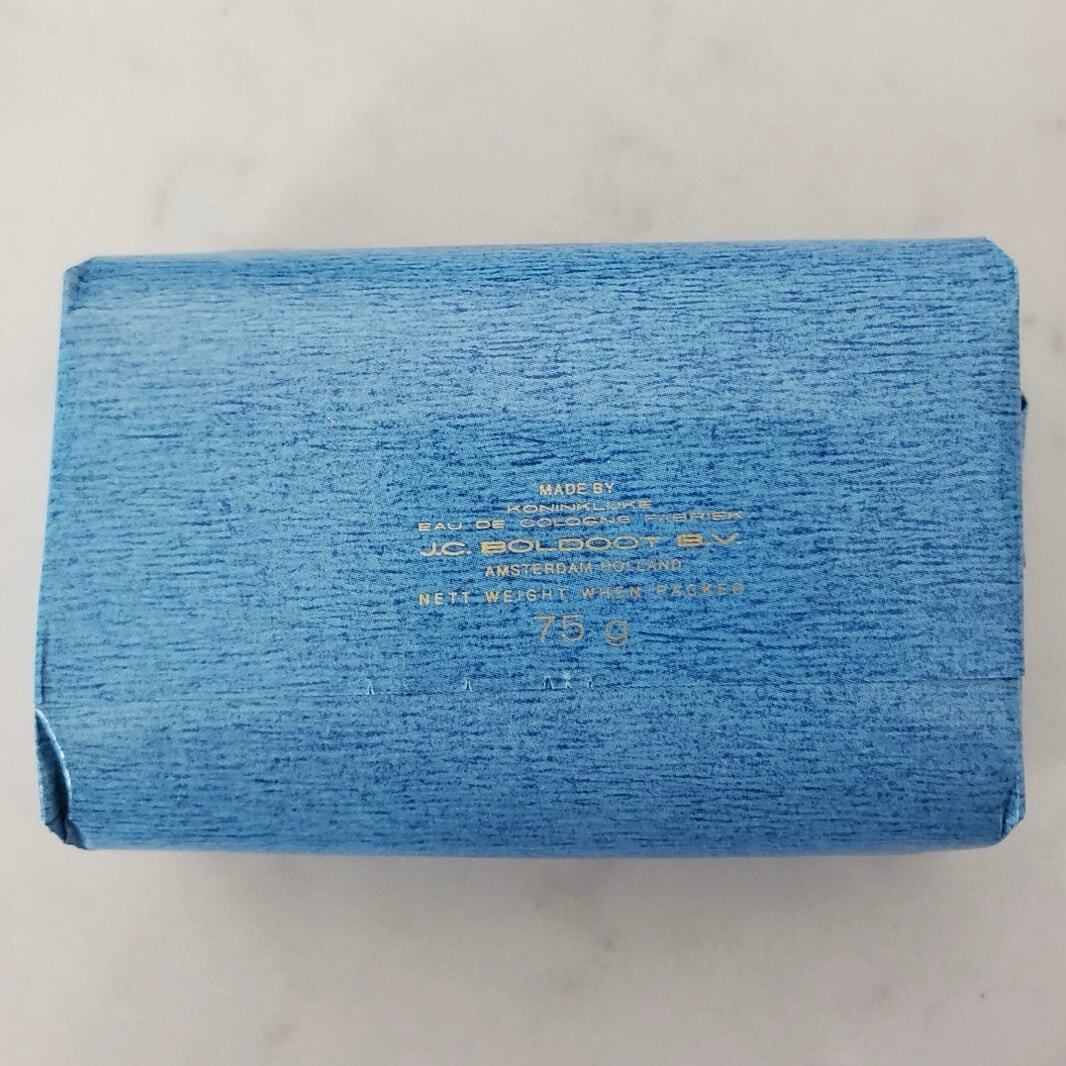 MADE BY
KONINKLIJKE
EAU DE COLOGNE FABRIEK
J.C. BOLDOOT B.V.
AMSTERDAM-HOLLAND
NETT WEIGHT WHEN PACKED
75 g